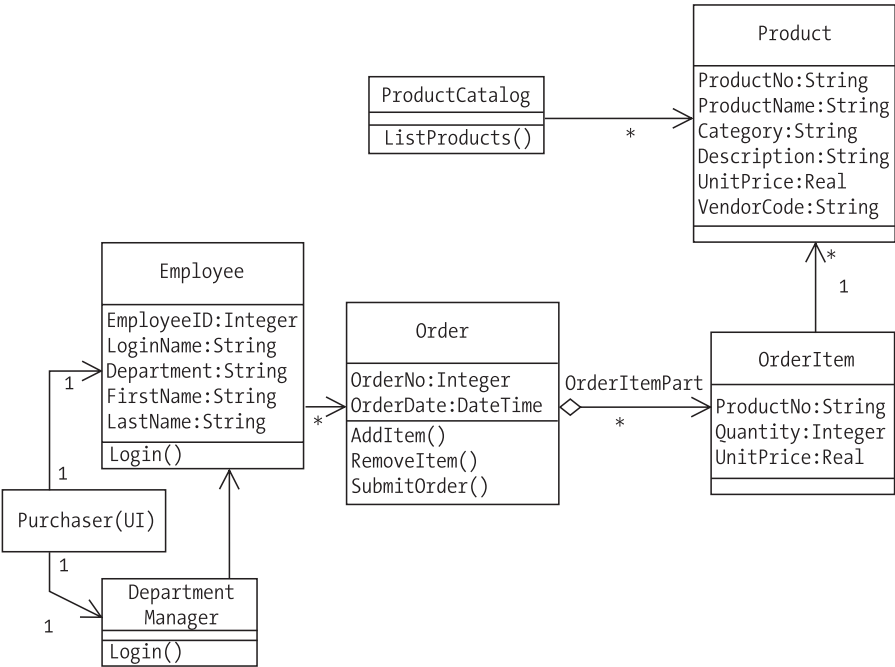 Product
ProductNo:String
ProductName:String
Category:String
Description:String
UnitPrice:Real
VendorCode:String
ProductCatalog
ListProducts()
*
*
1
Employee
EmployeeID:Integer
LoginName:String
Department:String
FirstName:String
LastName:String
Login()
1
*
Order
OrderNo:Integer
OrderDate:DateTime
AddItem()
RemoveItem()
SubmitOrder()
OrderItemPart
*
OrderItem
ProductNo:String
Quantity:Integer
UnitPrice:Real
1
Purchaser(UI)
1
1
Department
Manager
Login()